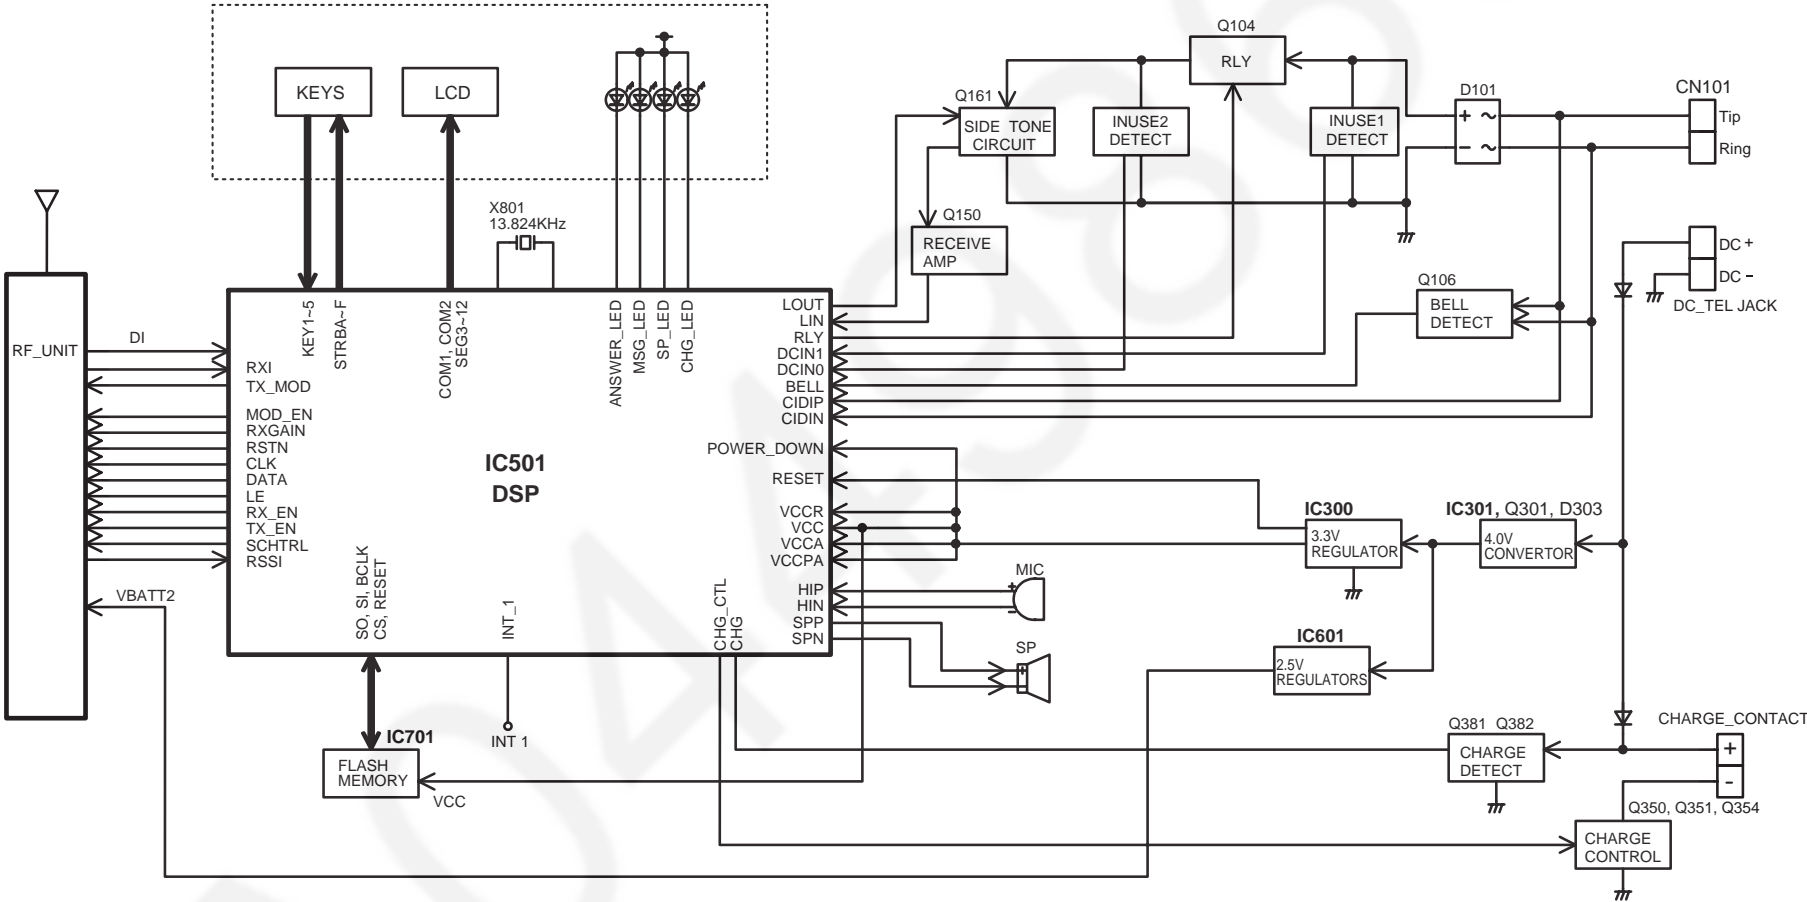 Q104
RLY
KEYS
LCD
Q161
SIDE TONE
CIRCUIT
INUSE2
DETECT
INUSE1
DETECT
D101
+ ~
− ~
CN101
Tip
Ring
X801
13.824KHz
Q150
RECEIVE
AMP
DC +
DC −
DC_TEL JACK
Q106
BELL
DETECT
RF_UNIT
DI
RXI
TX_MOD
MOD_EN
RXGAIN
RSTN
CLK
DATA
LE
RX_EN
TX_EN
SCHTRL
RSSI
VBATT2
KEY1~5
STRBA~F
COM1, COM2
SEG3~12
ANSWER_LED
MSG_LED
SP_LED
CHG_LED
IC501
DSP
LOUT
LIN
RLY
DCIN1
DCIN0
BELL
CIDIP
CIDIN
POWER_DOWN
RESET
VCCR
VCC
VCCA
VCCPA
HIP
HIN
SPP
SPN
SO, SI, BCLK
CS, RESET
INT_1
CHG_CTL
CHG
IC300
3.3V
REGULATOR
IC301, Q301, D303
4.0V
CONVERTOR
MIC
+
−
SP
+
IC601
2.5V
REGULATORS
INT 1
IC701
FLASH
MEMORY
VCC
Q381 Q382
CHARGE
DETECT
CHARGE_CONTACT
+
-
Q350, Q351, Q354
CHARGE
CONTROL